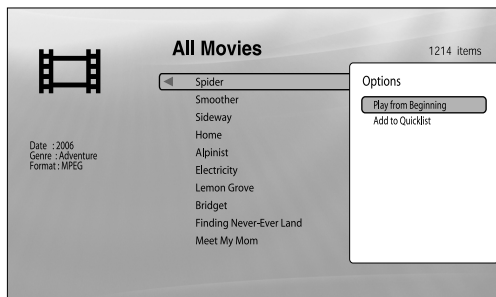 All Movies
1214 items
Spider
Smoother
Sideway
Home
Alpinist
Electricity
Lemon Grove
Bridget
Finding Never-Ever Land
Meet My Mom
Date : 2006
Genre : Adventure
Format : MPEG
Options
Play from Beginning
Add to Quicklist